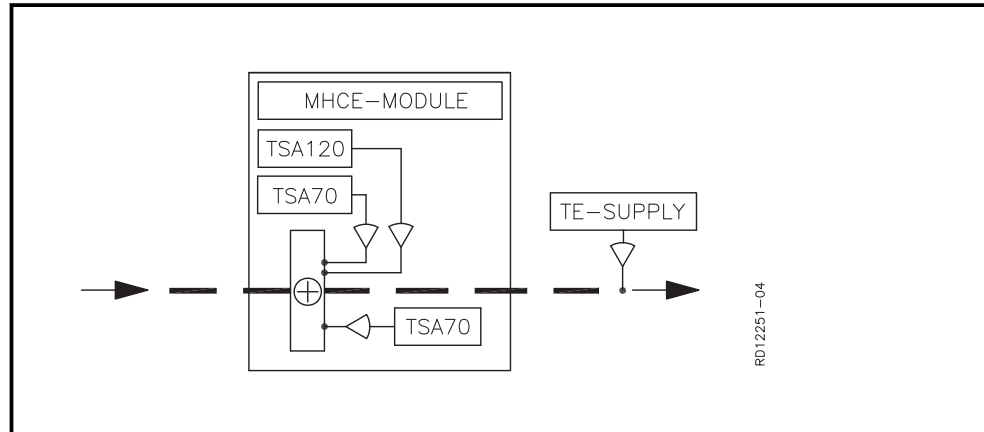 MHCE-MODULE
TSA120
TSA70
TE-SUPPLY
TSA70
RD12251-04